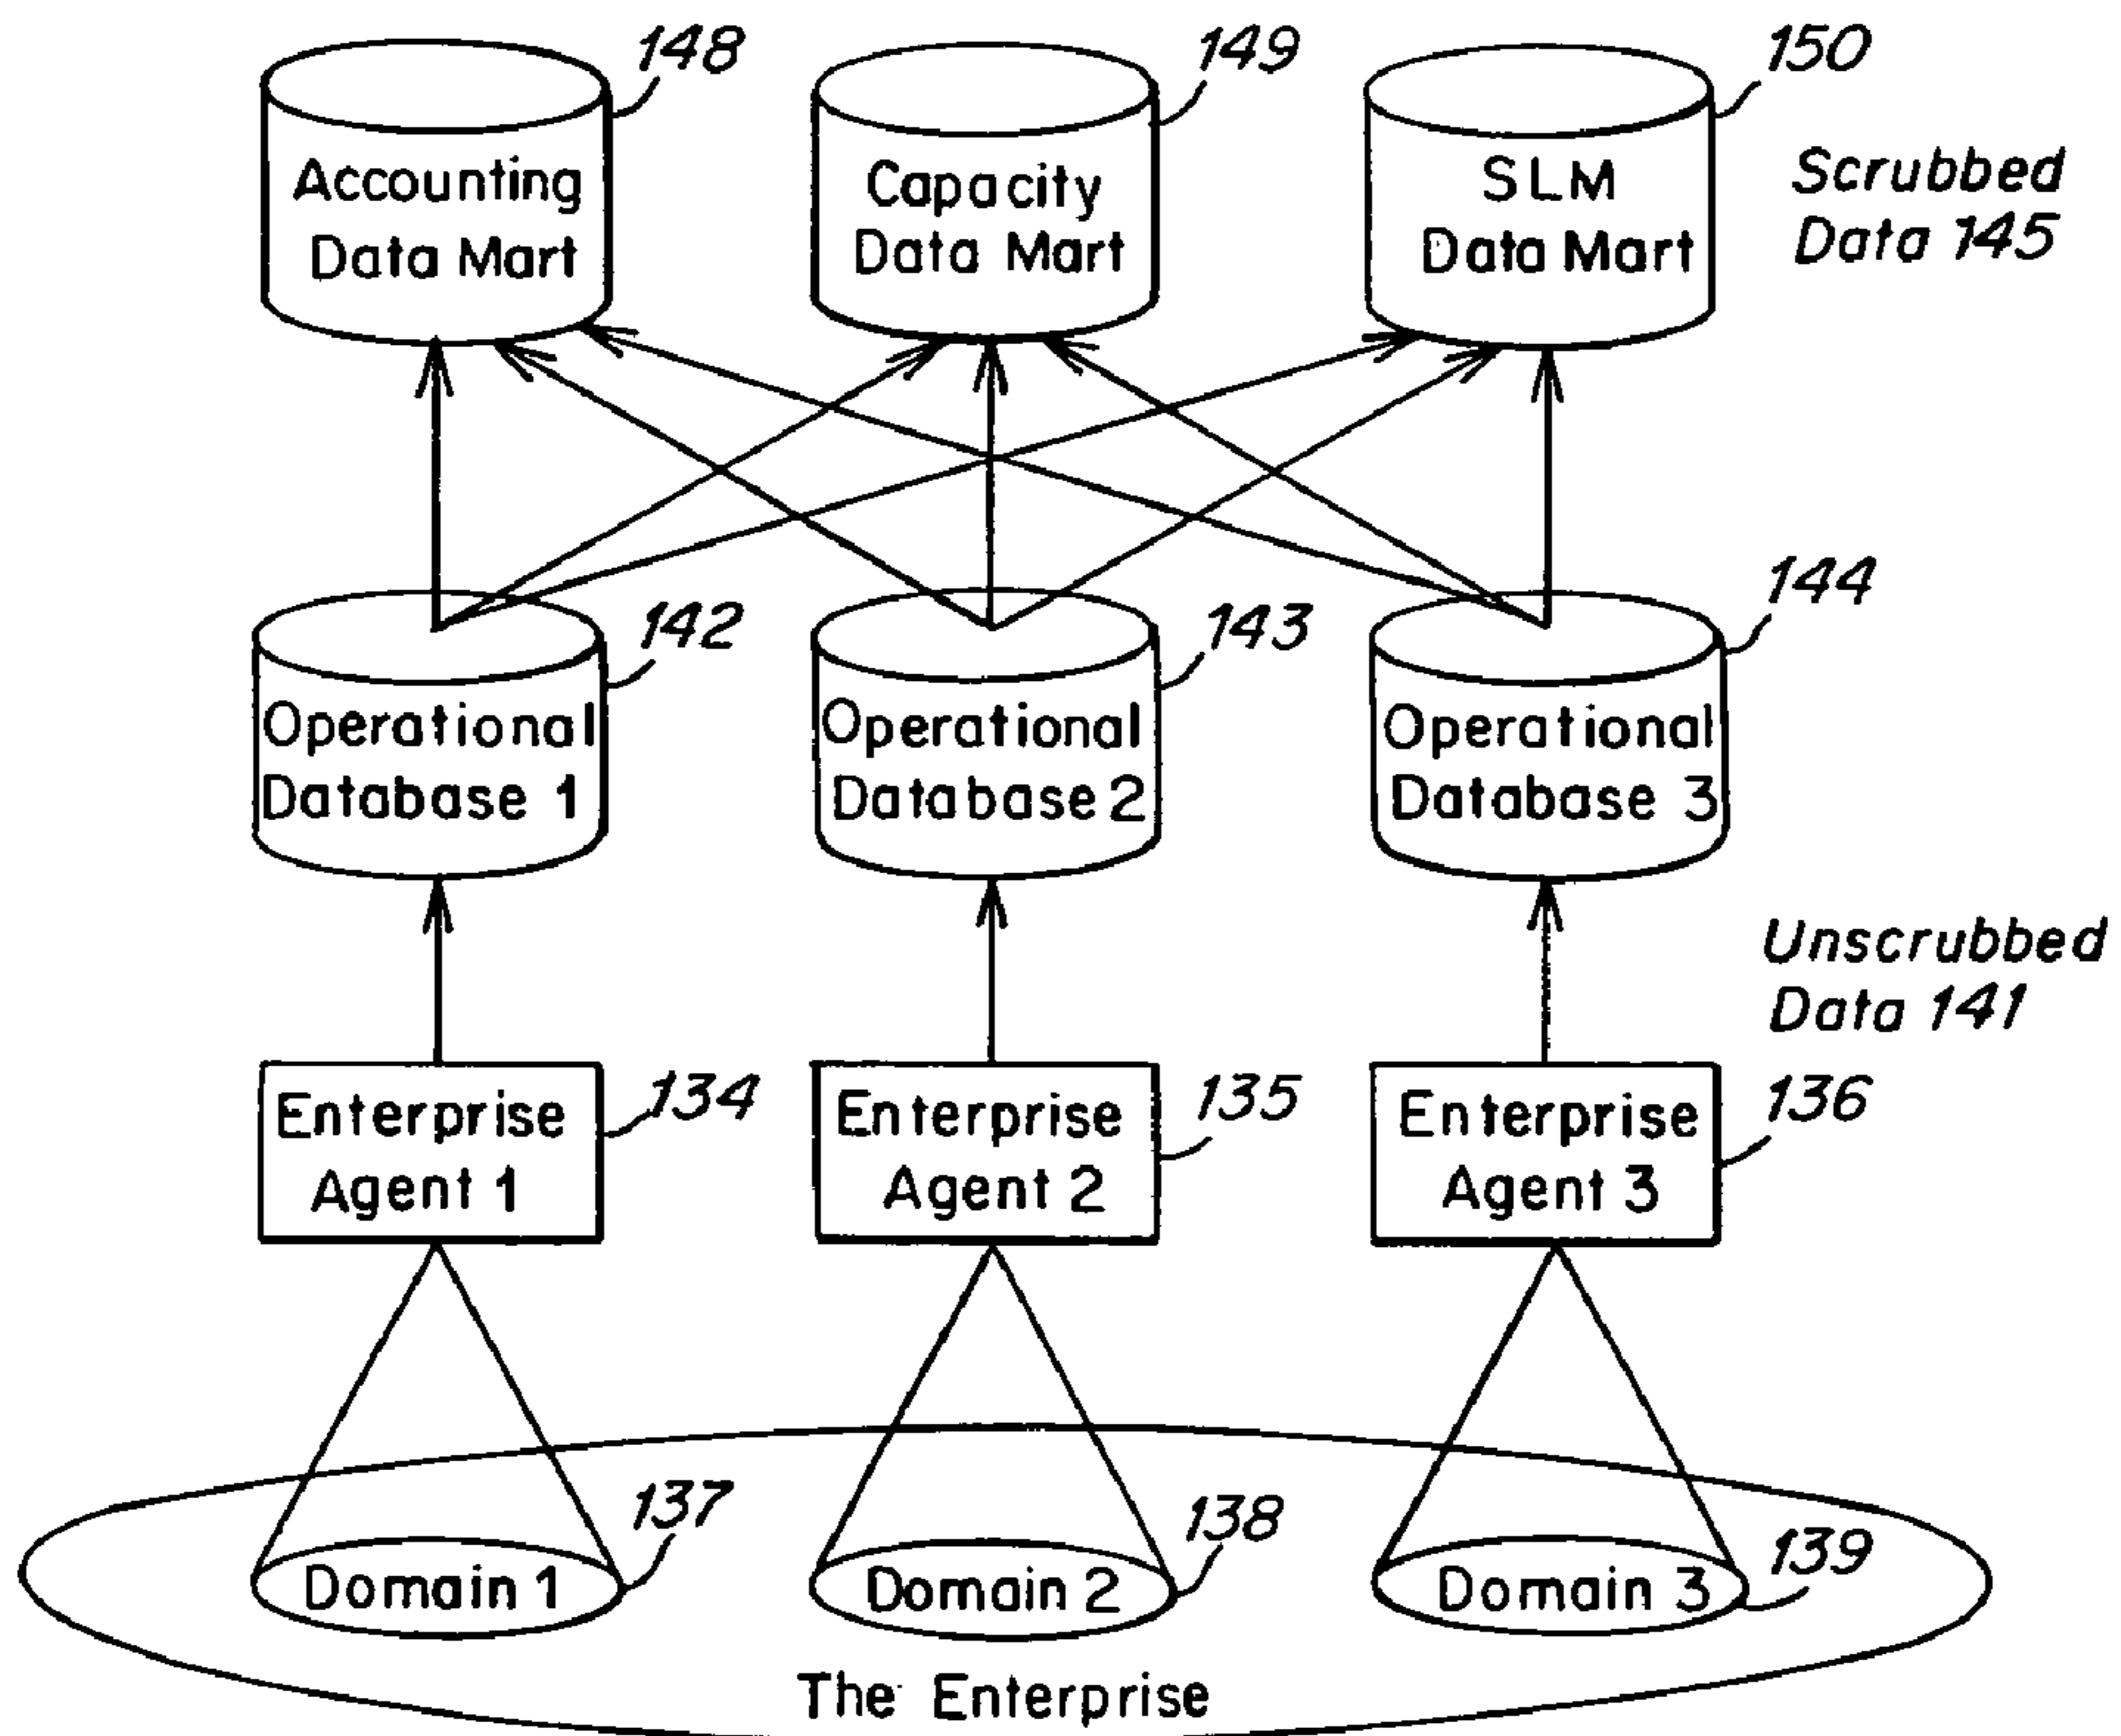 148
149
150
Accounting
Data Mart
Capacity
Data Mart
SLM
Data Mart
Scrubbed
Data 145
142
143
144
Operational
Database 1
Operational
Database 2
Operational
Database 3
Unscrubbed
Data 141
134
135
136
Enterprise
Agent 1
Enterprise
Agent 2
Enterprise
Agent 3
137
138
139
Domain 1
Domain 2
Domain 3
The Enterprise